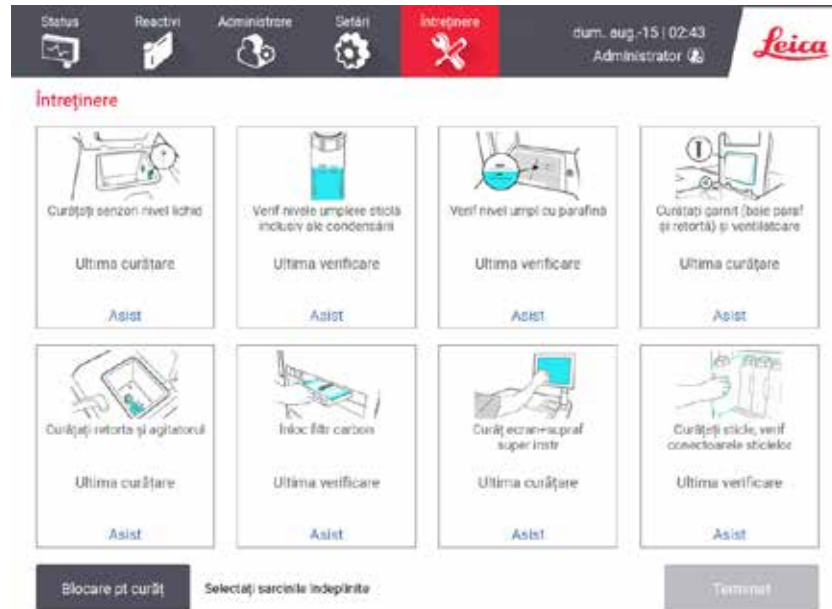 Status Reactivi Administrare Setări Întreținere
dum. aug.-15 | 02:43
Administrator
Leica
Întreținere
Curățați senzori nivel lichid
Verif nivele umplere sticlă
inclusiv ale condensării
Verif nivel umpl cu parafină
Curățați garnit (baie paraf
și retortă) și ventilatoare
Ultima curățare
Ultima verificare
Ultima verificare
Ultima curățare
Asist
Asist
Asist
Asist
Curățați retorta și agitatorul
Inloc filtr carbon
Curăț ecran+supraf
super instr
Curățați sticle, verif
conectoarele sticlelor
Ultima curățare
Ultima verificare
Ultima curățare
Ultima verificare
Asist
Asist
Asist
Asist
Blocare pt curăț
Selectați sarcinile îndeplinite
Terminat